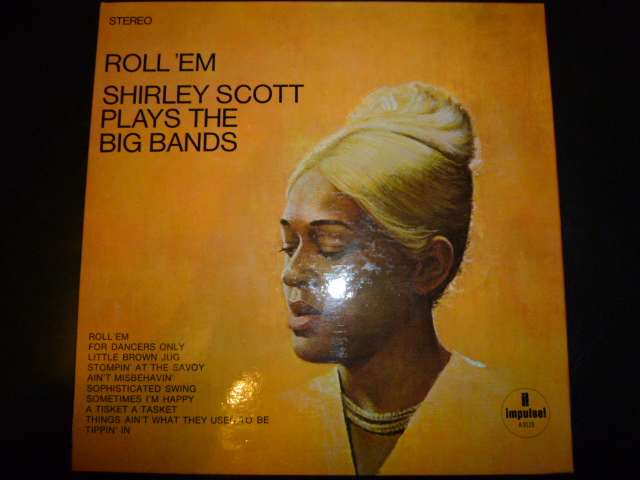 STEREO
ROLL 'EM
SHIRLEY SCOTT
PLAYS THE
BIG BANDS
ROLL 'EM
FOR DANCERS ONLY
LITTLE BROWN JUG
STOMPIN' AT THE SAVOY
AIN'T MISBEHAVIN'
SOPHISTICATED SWING
SOMETIMES I'M HAPPY
A TISKET A TASKET
THINGS AIN'T WHAT THEY USED TO BE
TIPPIN' IN
impulse!
A-9119